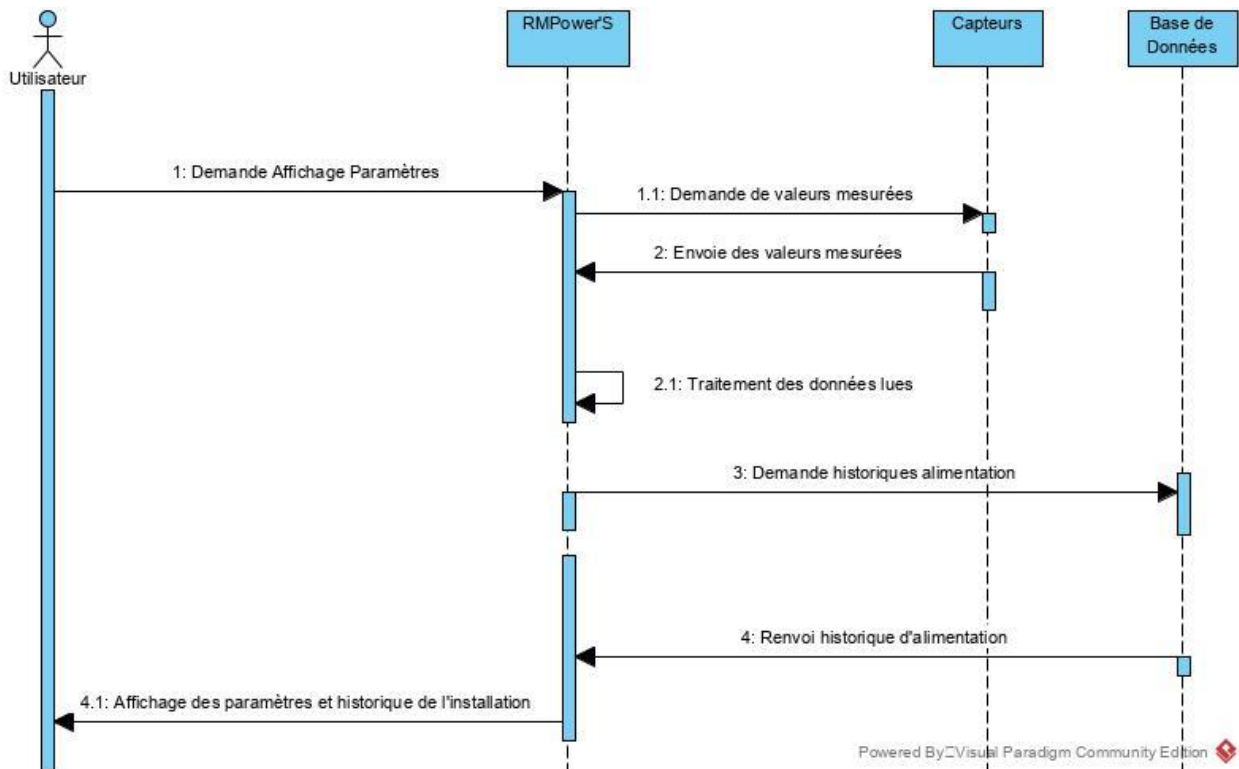 RMPower'S
Capteurs
Base de
Données
Utilisateur
1: Demande Affichage Paramètres
1.1: Demande de valeurs mesurées
2: Envoie des valeurs mesurées
2.1: Traitement des données lues
3: Demande historiques alimentation
4: Renvoi historique d'alimentation
4.1: Affichage des paramètres et historique de l'installation
Powered By Visual Paradigm Community Edition